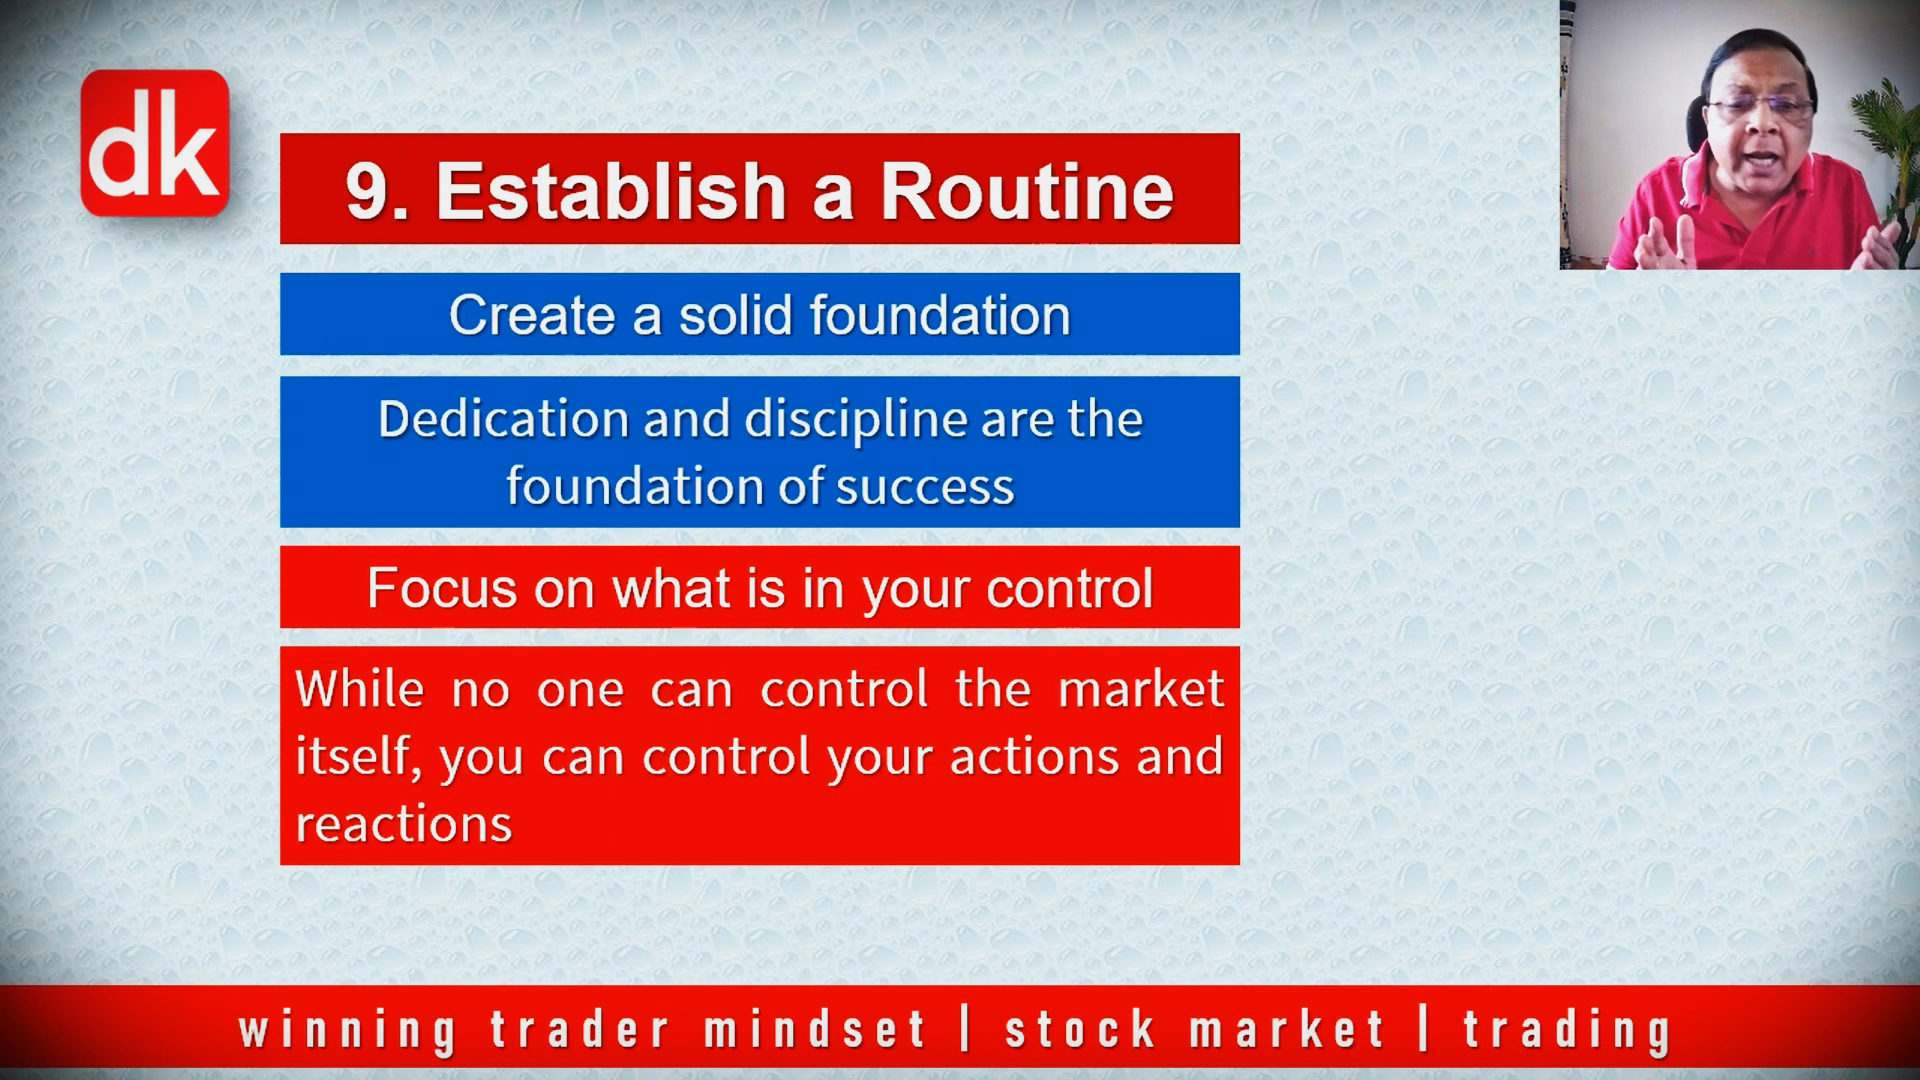 dk
9. Establish a Routine
Create a solid foundation
Dedication and discipline are the
foundation of success
Focus on what is in your control
While no one can control the market
itself, you can control your actions and
reactions
winning trader mindset | stock market | trading